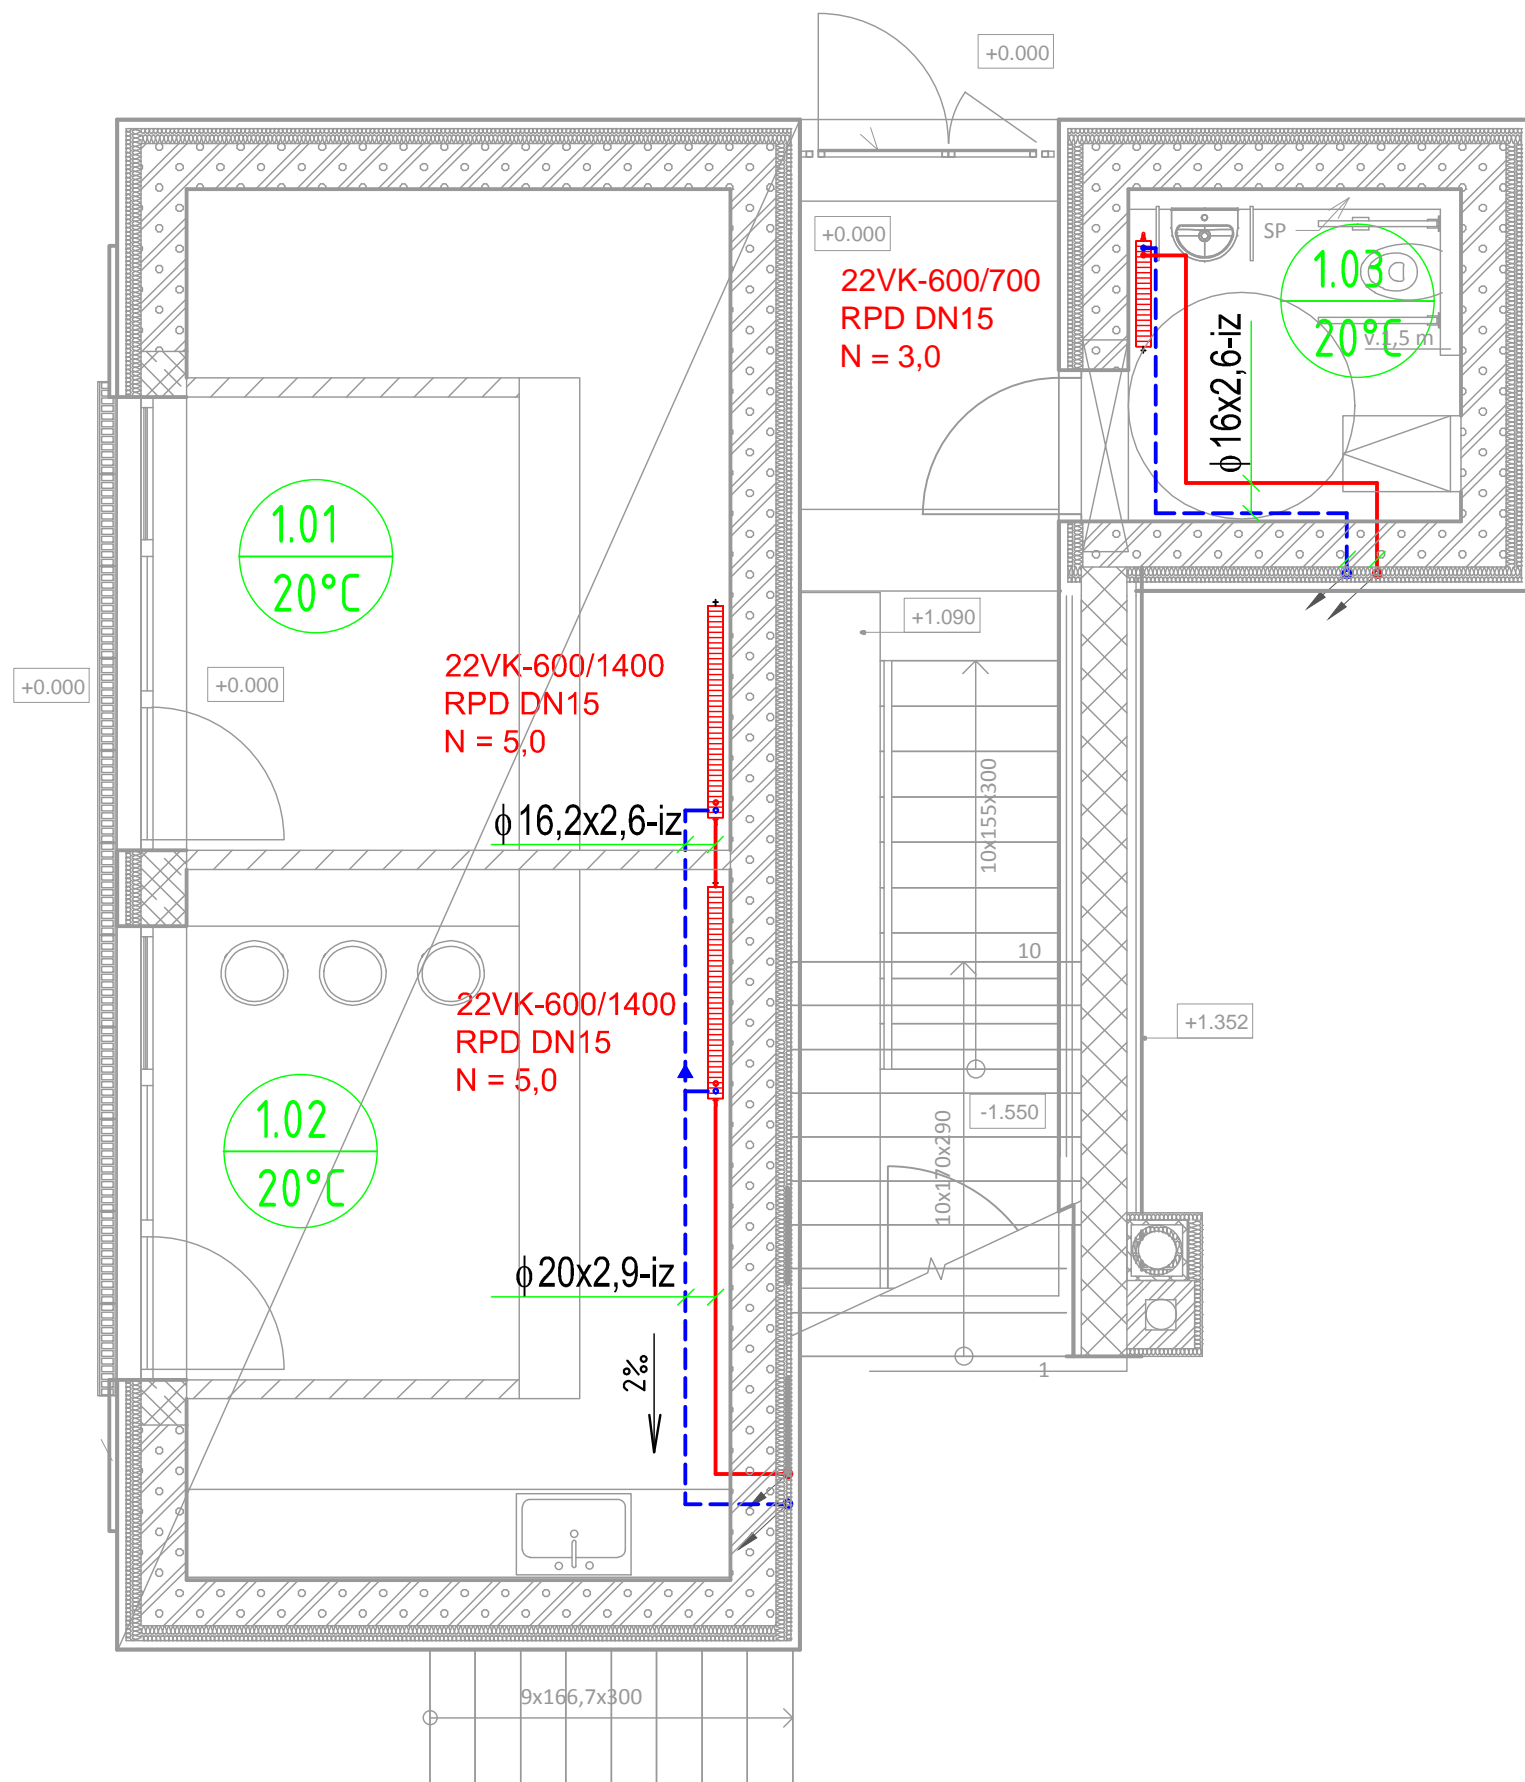 +0.000
+0.000
SP
22VK-600/700
RPD DN15
N = 3,0
1.03
20°C
v.1,5 m
ϕ16x2,6-iz
1.01
20°C
+1.090
+0.000
+0.000
22VK-600/1400
RPD DN15
N = 5,0
ϕ16,2x2,6-iz
10x155x300
10
22VK-600/1400
RPD DN15
N = 5,0
+1.352
-1.550
1.02
20°C
10x170x290
ϕ20x2,9-iz
2‰
1
9x166,7x300